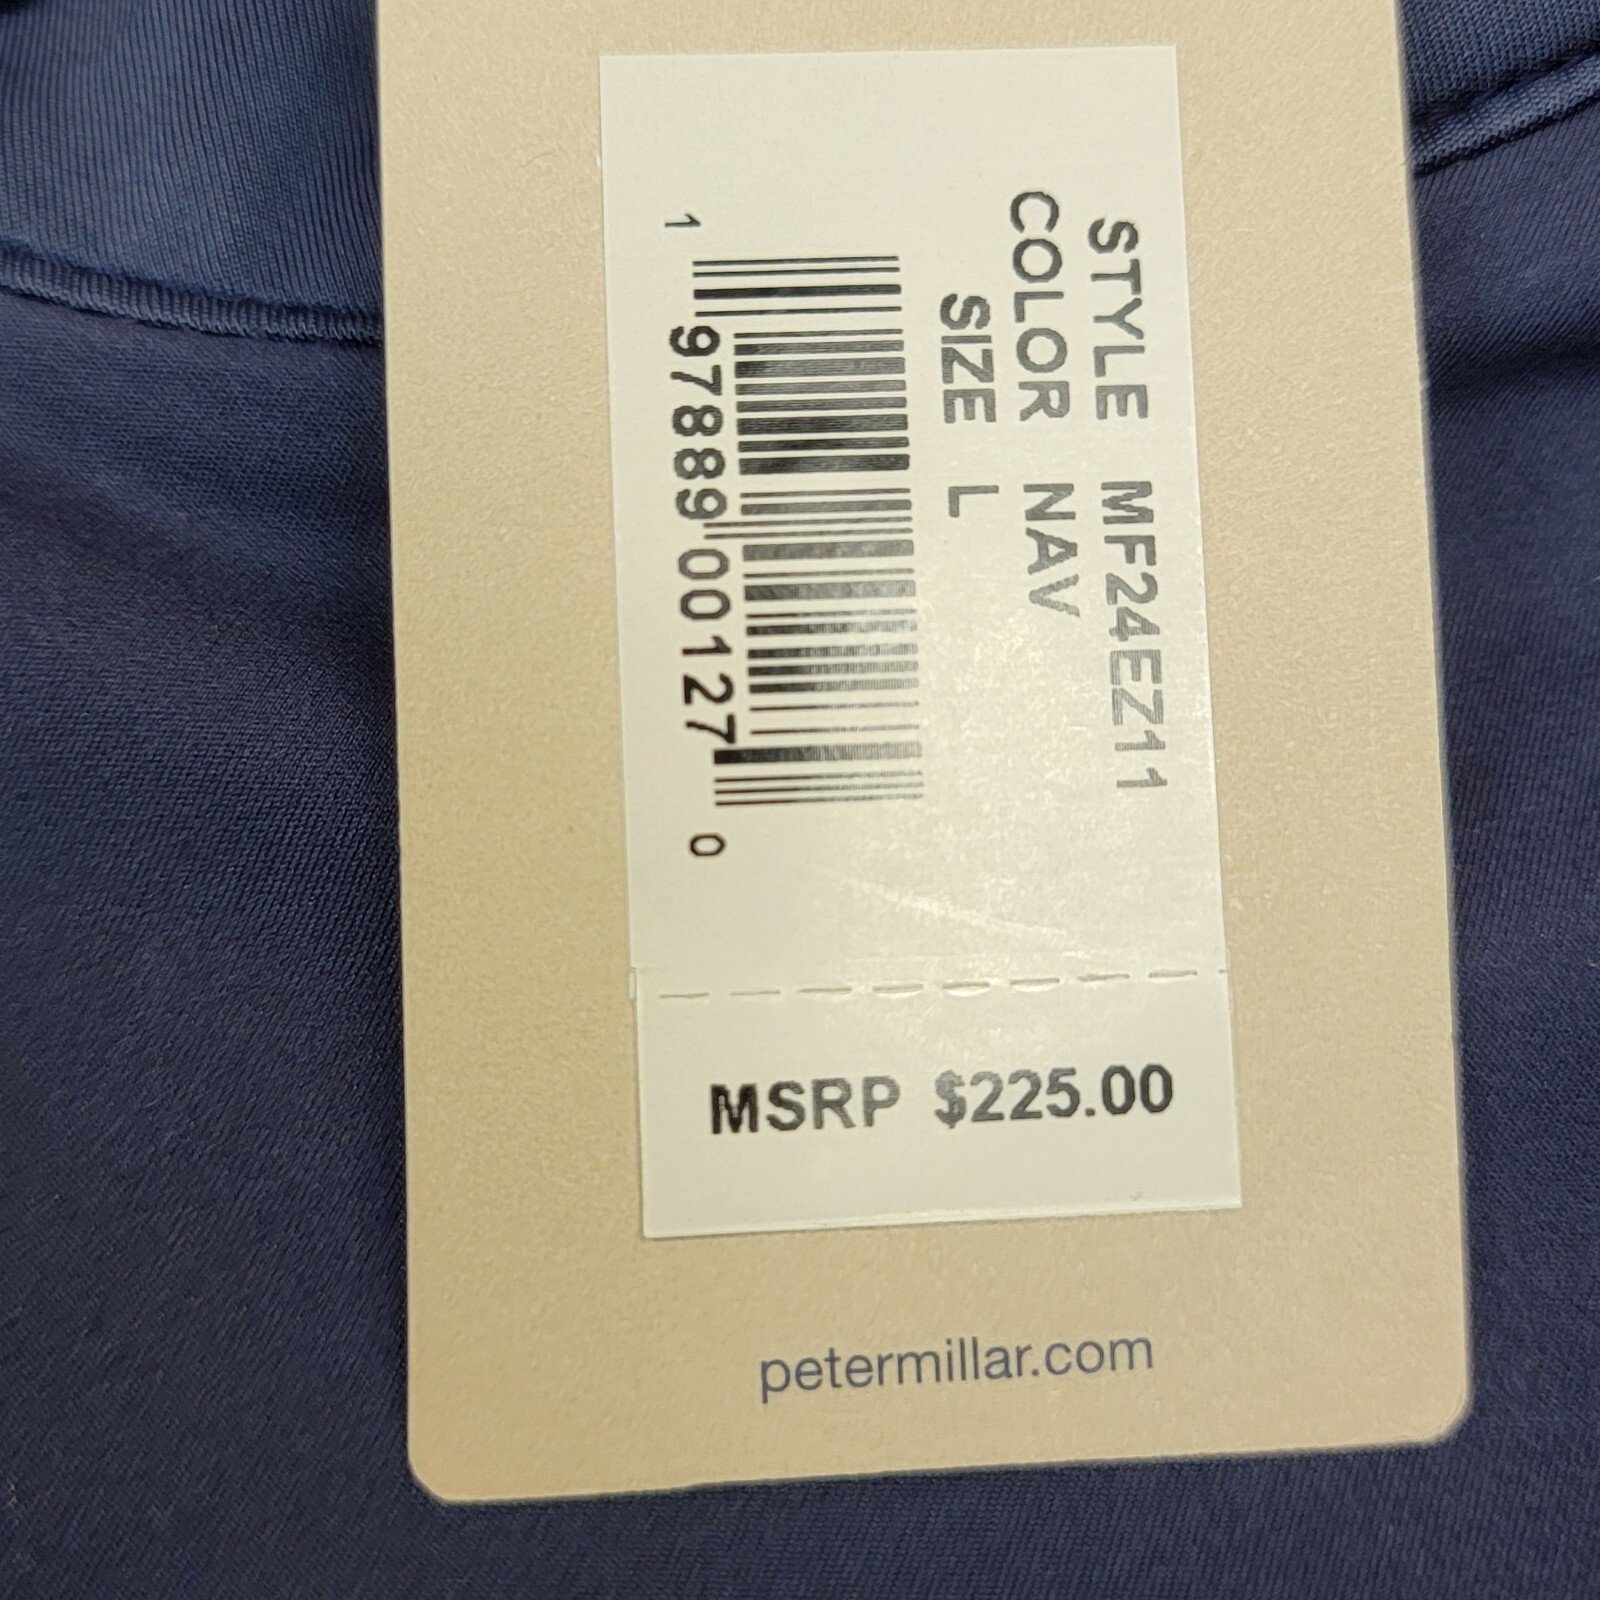 STYLE MF24EZ11
COLOR NAV
SIZE L
1 97889 00127 0
MSRP $225.00
petermillar.com